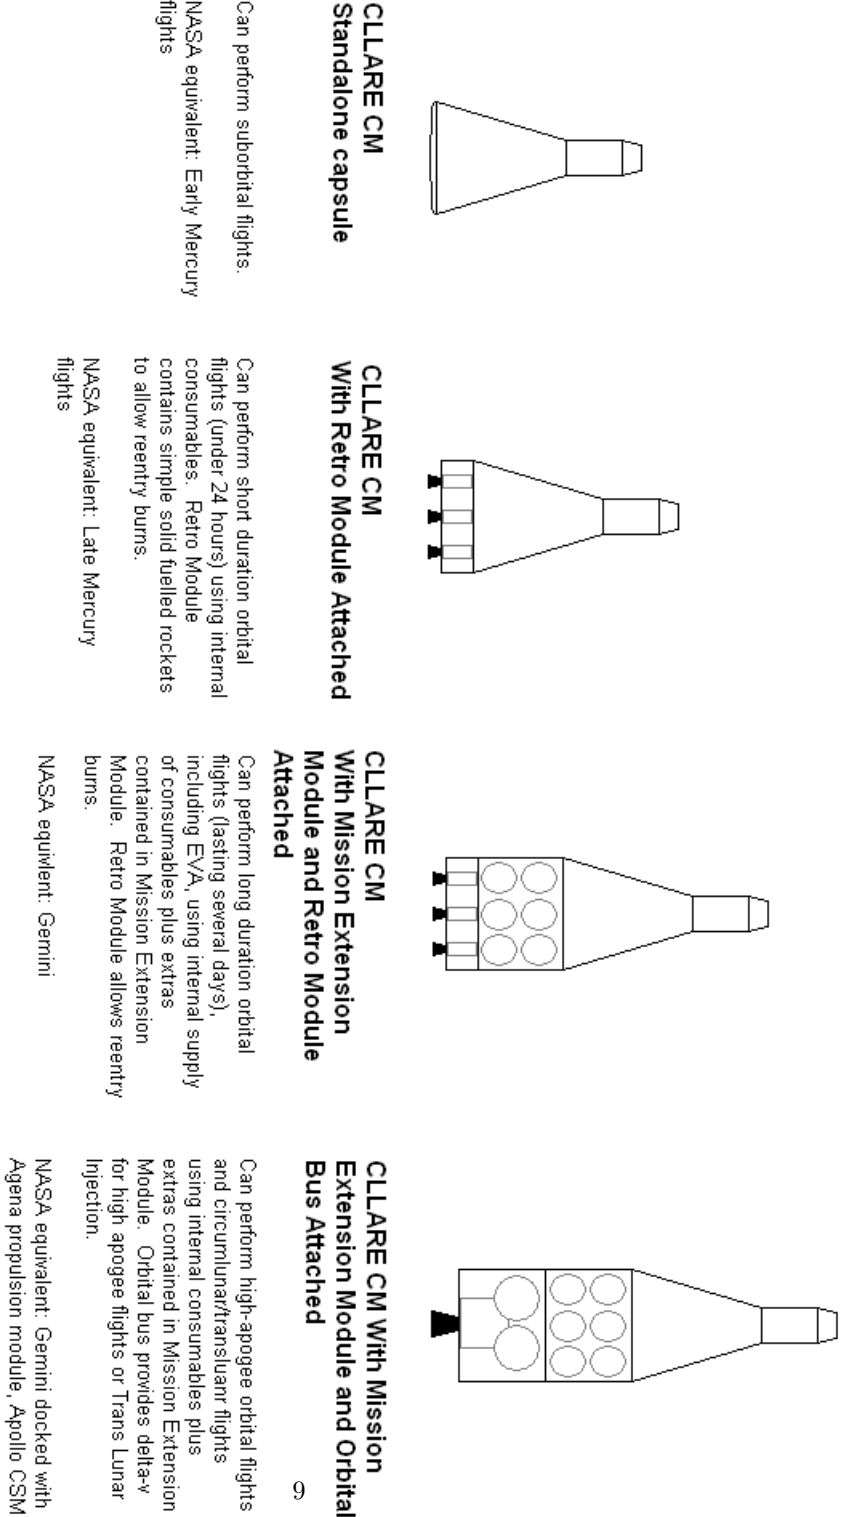 CLLARE CM
Standalone capsule
Can perform suborbital flights.
NASA equivalent: Early Mercury
flights
CLLARE CM
With Retro Module Attached
Can perform short duration orbital
flights (under 24 hours) using internal
consumables. Retro Module
contains simple solid fuelled rockets
to allow reentry burns.
NASA equivalent: Late Mercury
flights
CLLARE CM
With Mission Extension
Module and Retro Module
Attached
Can perform long duration orbital
flights (lasting several days),
including EVA, using internal supply
of consumables plus extras
contained in Mission Extension
Module. Retro Module allows reentry
burns.
NASA equivlent: Gemini
CLLARE CM With Mission
Extension Module and Orbital
Bus Attached
Can perform high-apogee orbital flights
and circumlunar/transluanr flights
using internal consumables plus
extras contained in Mission Extension
Module. Orbital bus provides delta-v
for high apogee flights or Trans Lunar
Injection.
NASA equivalent: Gemini docked with
Agena propulsion module, Apollo CSM
9